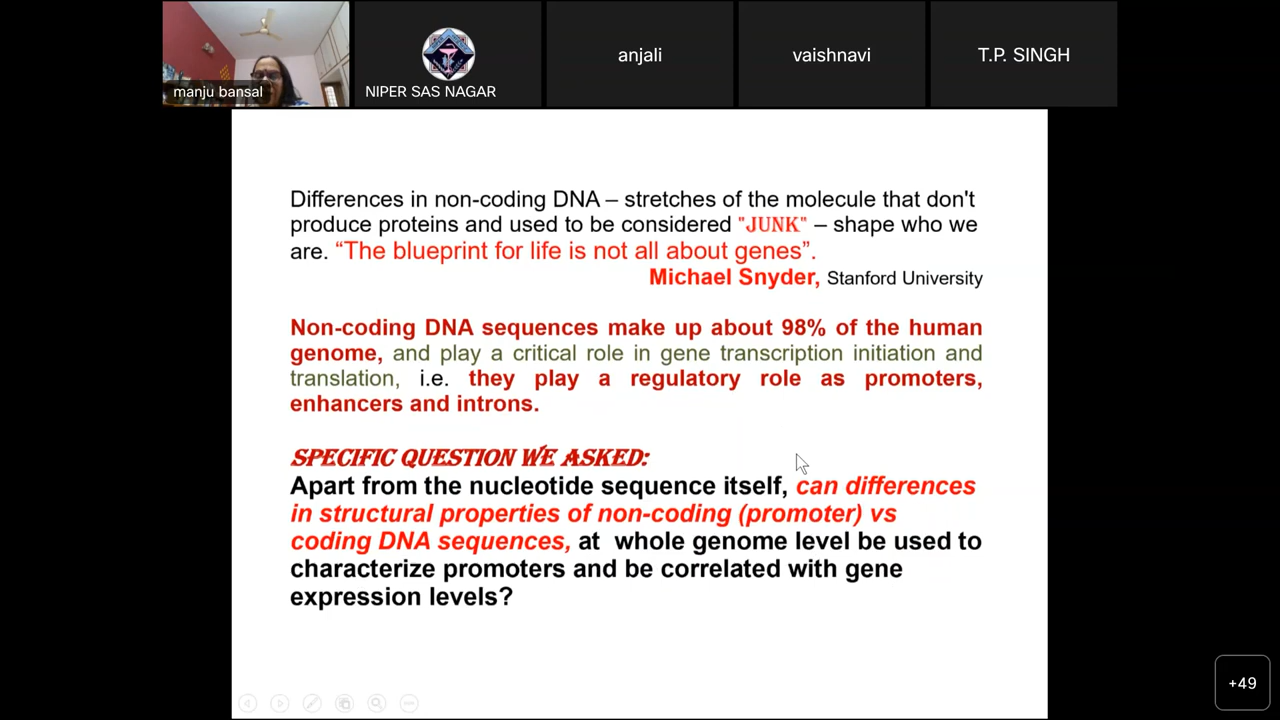 manju bansal
NIPER SAS NAGAR
anjali
vaishnavi
T.P. SINGH
Differences in non-coding DNA – stretches of the molecule that don't
produce proteins and used to be considered "JUNK" – shape who we
are. “The blueprint for life is not all about genes”.
Michael Snyder, Stanford University
Non-coding DNA sequences make up about 98% of the human
genome, and play a critical role in gene transcription initiation and
translation, i.e. they play a regulatory role as promoters,
enhancers and introns.
SPECIFIC QUESTION WE ASKED:
Apart from the nucleotide sequence itself, can differences
in structural properties of non-coding (promoter) vs
coding DNA sequences, at whole genome level be used to
characterize promoters and be correlated with gene
expression levels?
+49